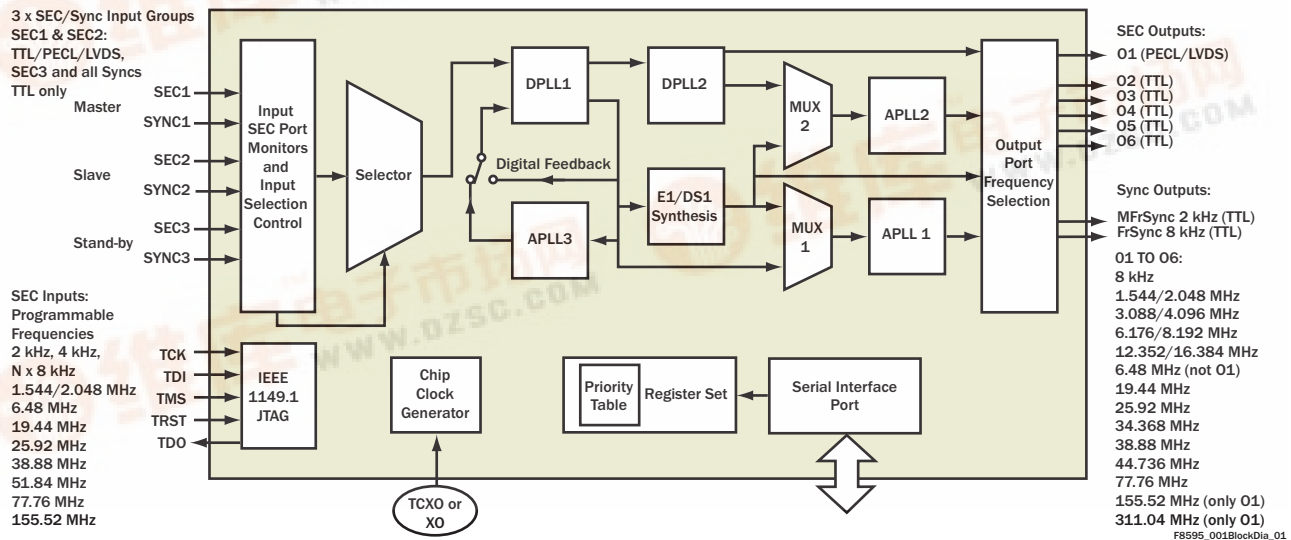 3 x SEC/Sync Input Groups
SEC1 & SEC2:
TTL/PECL/LVDS,
SEC3 and all Syncs
TTL only
Master
Slave
Stand-by
SEC1
SYNC1
SEC2
SYNC2
SEC3
SYNC3
Input
SEC Port
Monitors
and
Input
Selection
Control
Selector
DPLL1
DPLL2
Digital Feedback
APLL3
E1/DS1
Synthesis
MUX
2
MUX
1
APLL2
APLL 1
Output
Port
Frequency
Selection
SEC Outputs:
O1 (PECL/LVDS)
O2 (TTL)
O3 (TTL)
O4 (TTL)
O5 (TTL)
O6 (TTL)
Sync Outputs:
MFrSync 2 kHz (TTL)
FrSync 8 kHz (TTL)
O1 TO O6:
8 kHz
1.544/2.048 MHz
3.088/4.096 MHz
6.176/8.192 MHz
12.352/16.384 MHz
6.48 MHz (not O1)
19.44 MHz
25.92 MHz
34.368 MHz
38.88 MHz
44.736 MHz
77.76 MHz
155.52 MHz (only O1)
311.04 MHz (only O1)
SEC Inputs:
Programmable
Frequencies
2 kHz, 4 kHz,
N x 8 kHz
1.544/2.048 MHz
6.48 MHz
19.44 MHz
25.92 MHz
38.88 MHz
51.84 MHz
77.76 MHz
155.52 MHz
TCK
TDI
TMS
TRST
TDO
IEEE
1149.1
JTAG
Chip
Clock
Generator
TCXO or
XO
Priority
Table
Register Set
Serial Interface
Port
F8595_001BlockDia_01
维库电子市场网
WWW.DZSC.COM